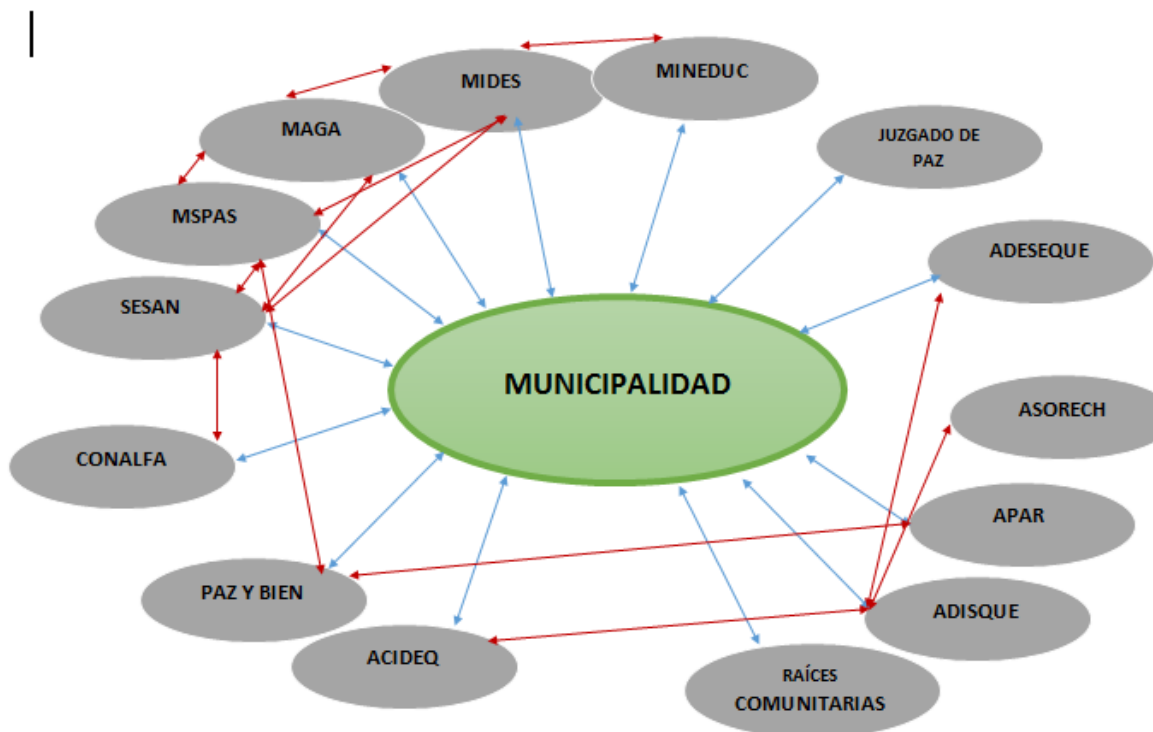 MIDES
MINEDUC
MAGA
JUZGADO DE
PAZ
MSPAS
ADESEQUE
SESAN
MUNICIPALIDAD
ASORECH
CONALFA
APAR
PAZ Y BIEN
ADISQUE
ACIDEQ
RAÍCES
COMUNITARIAS